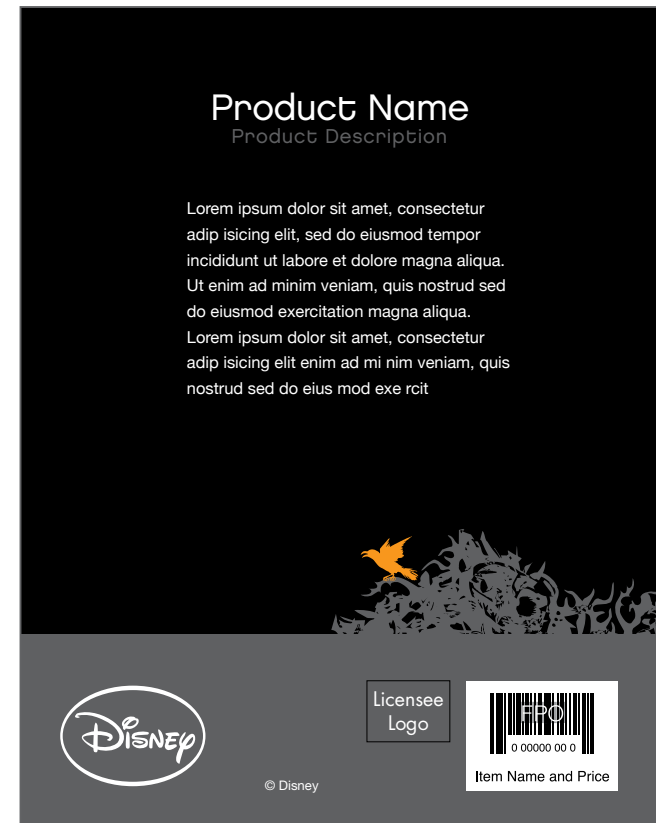 Product Name
Product Description
Lorem ipsum dolor sit amet, consectetur
adip isicing elit, sed do eiusmod tempor
incididunt ut labore et dolore magna aliqua.
Ut enim ad minim veniam, quis nostrud sed
do eiusmod exercitation magna aliqua.
Lorem ipsum dolor sit amet, consectetur
adip isicing elit enim ad mi nim veniam, quis
nostrud sed do eius mod exe rcit
Disney
© Disney
Licensee
Logo
FPO
0 00000 00 0
Item Name and Price